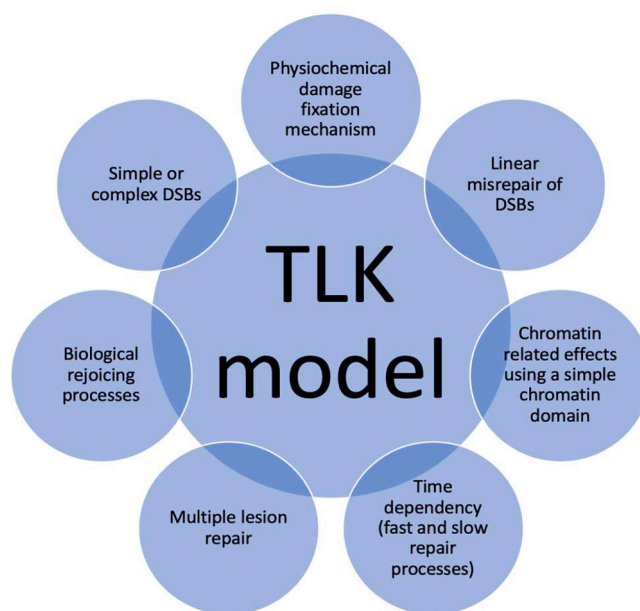 Physiochemical
damage
fixation
mechanism
Linear
misrepair of
DSBs
Chromatin
related effects
using a simple
chromatin
domain
Time
dependency
(fast and slow
repair
processes)
Multiple lesion
repair
Biological
rejoicing
processes
Simple or
complex DSBs
TLK
model